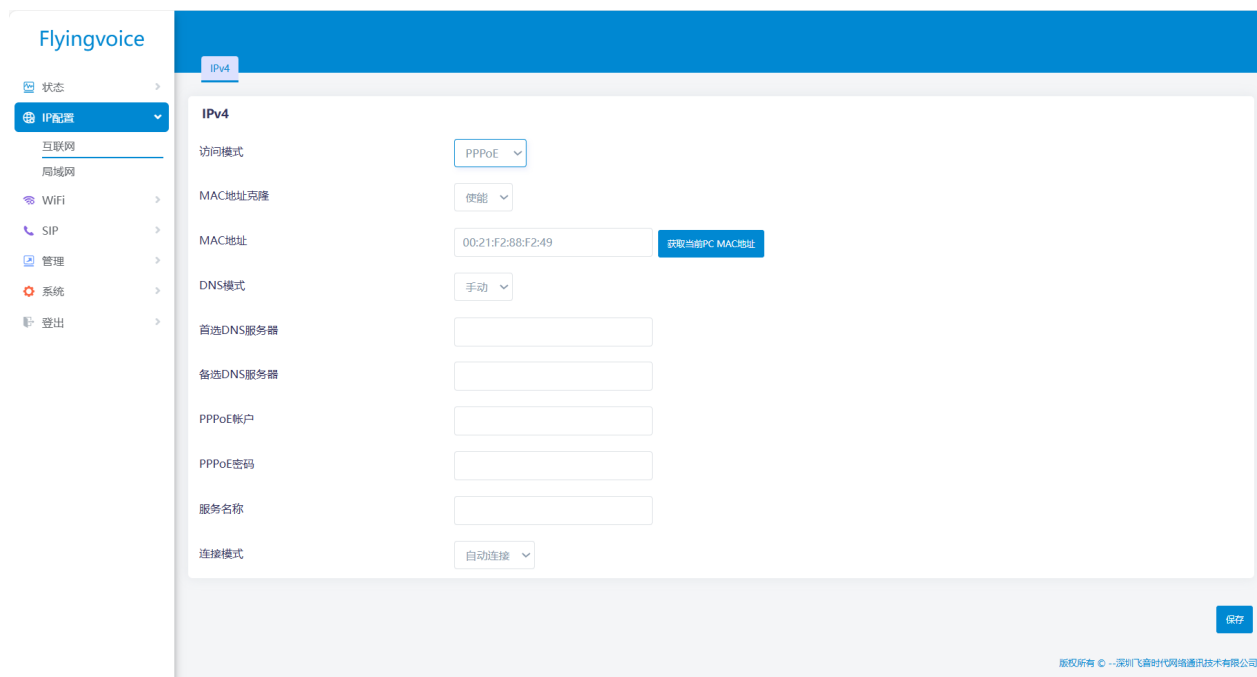 Flyingvoice
状态
IP配置
互联网
局域网
WiFi
SIP
管理
系统
登出
IPv4
IPv4
访问模式
PPPoE
MAC地址克隆
使能
MAC地址
00:21:F2:88:F2:49
获取当前PC MAC地址
DNS模式
手动
首选DNS服务器
备选DNS服务器
PPPoE帐户
PPPoE密码
服务名称
连接模式
自动连接
保存
版权所有 © --深圳飞音时代网络通讯技术有限公司